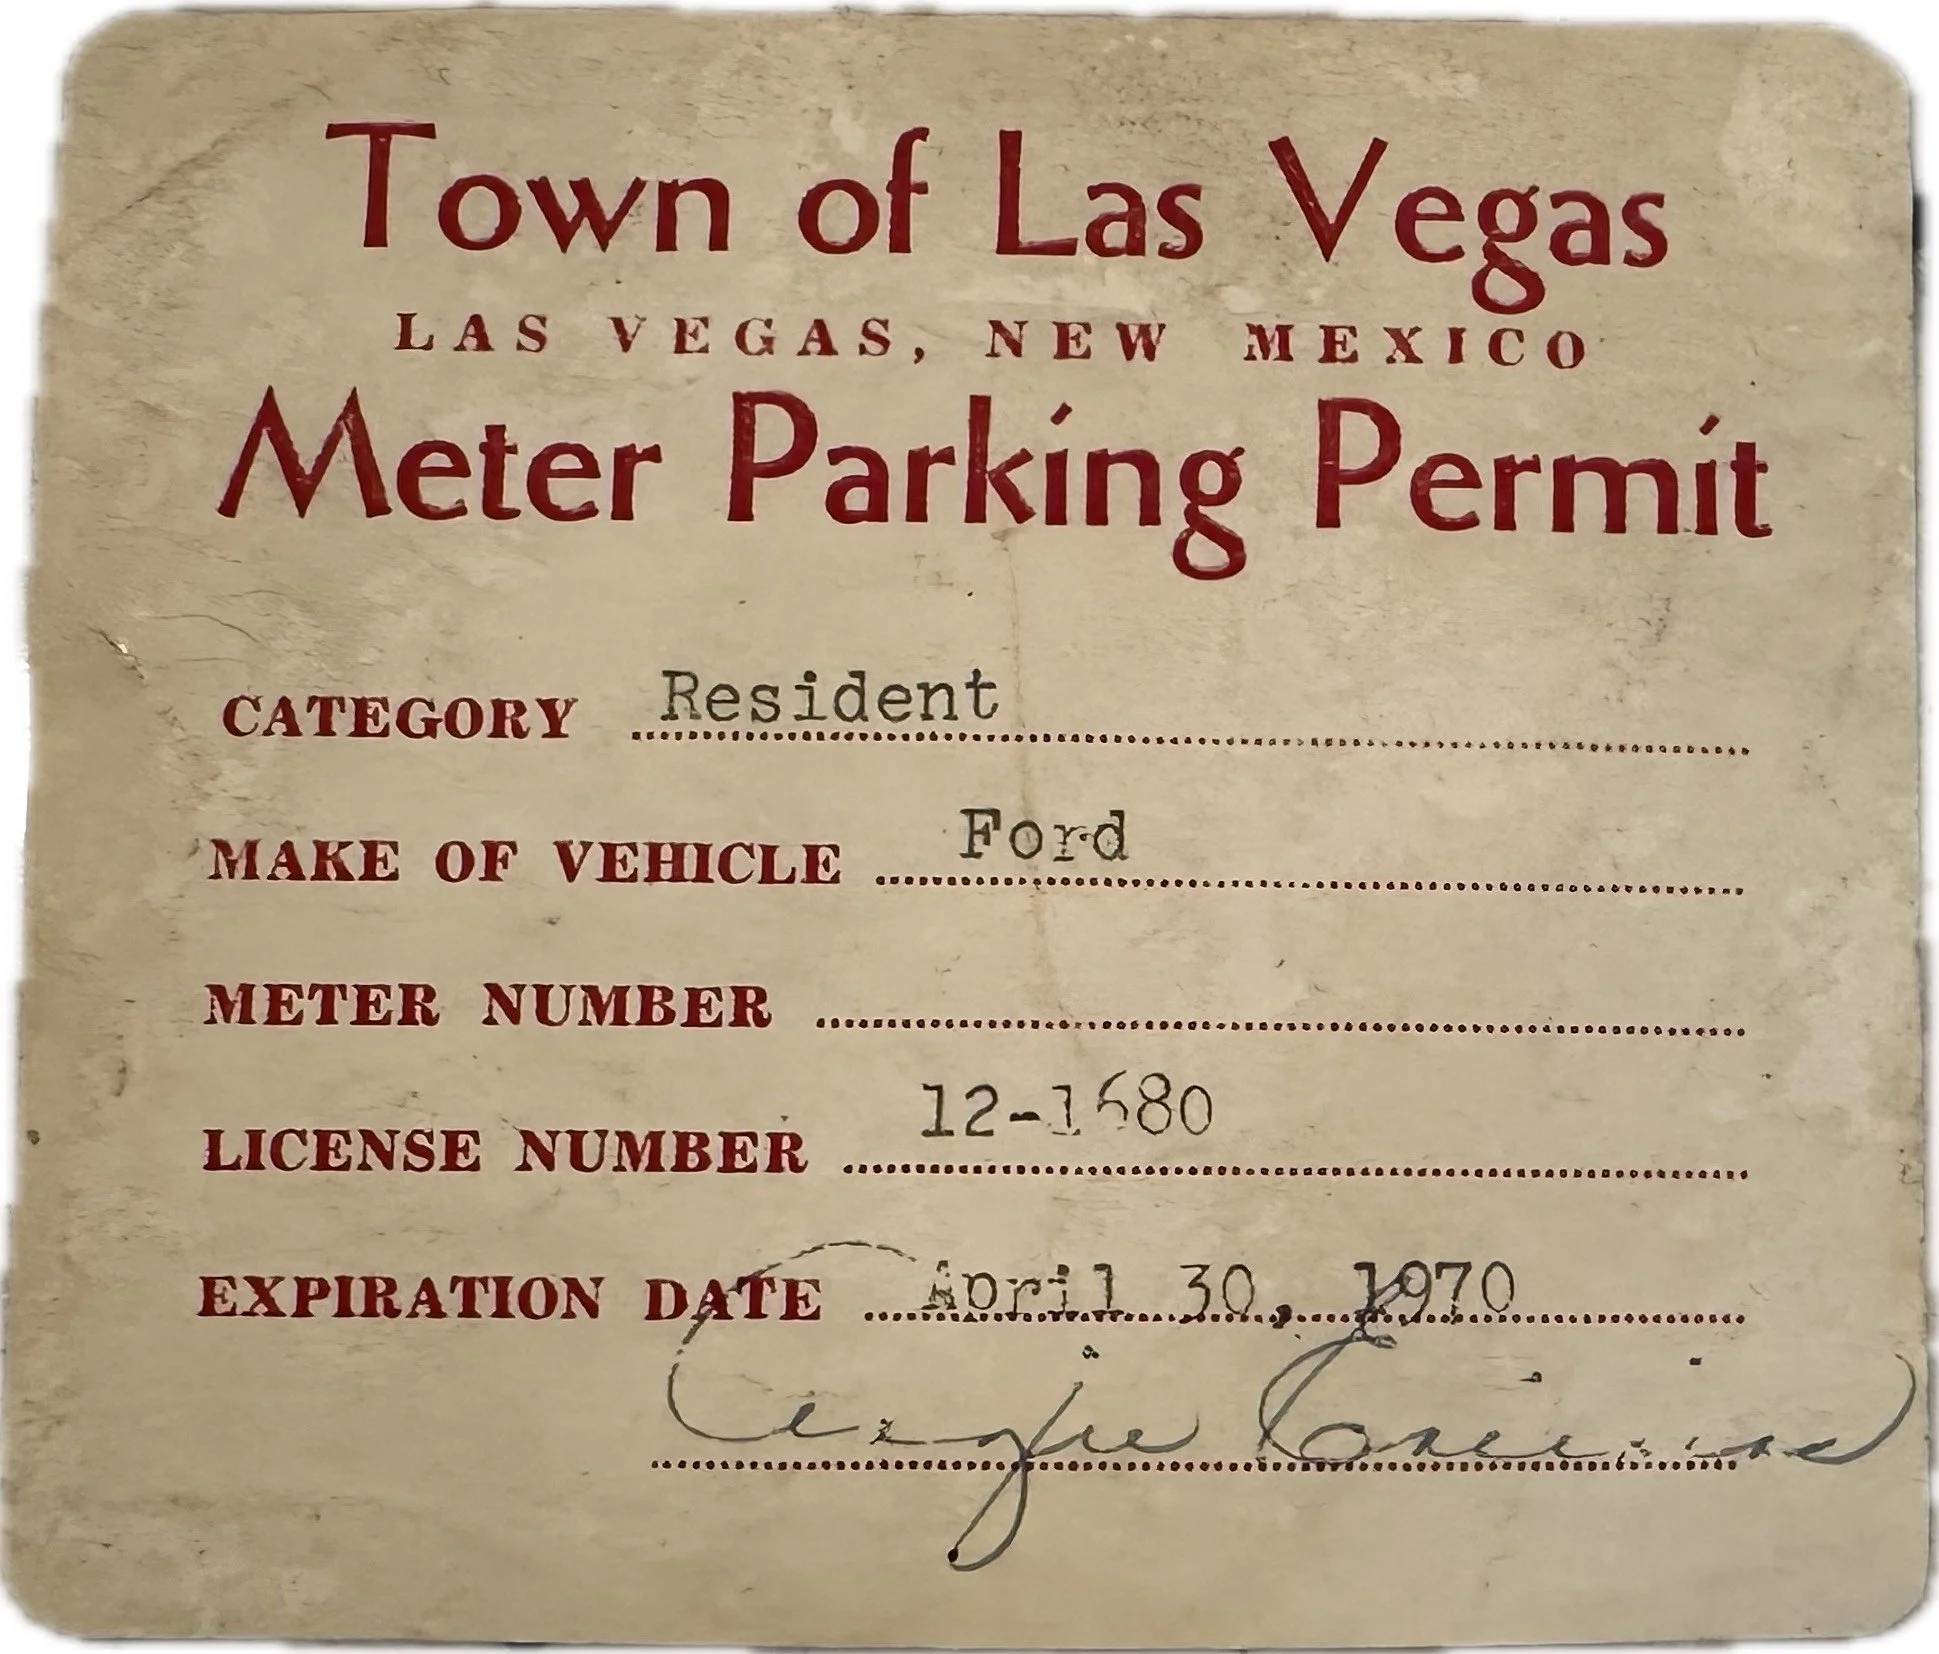 Town of Las Vegas
LAS VEGAS, NEW MEXICO
Meter Parking Permit
CATEGORY Resident
MAKE OF VEHICLE Ford
METER NUMBER
LICENSE NUMBER 12-1680
EXPIRATION DATE April 30, 1970